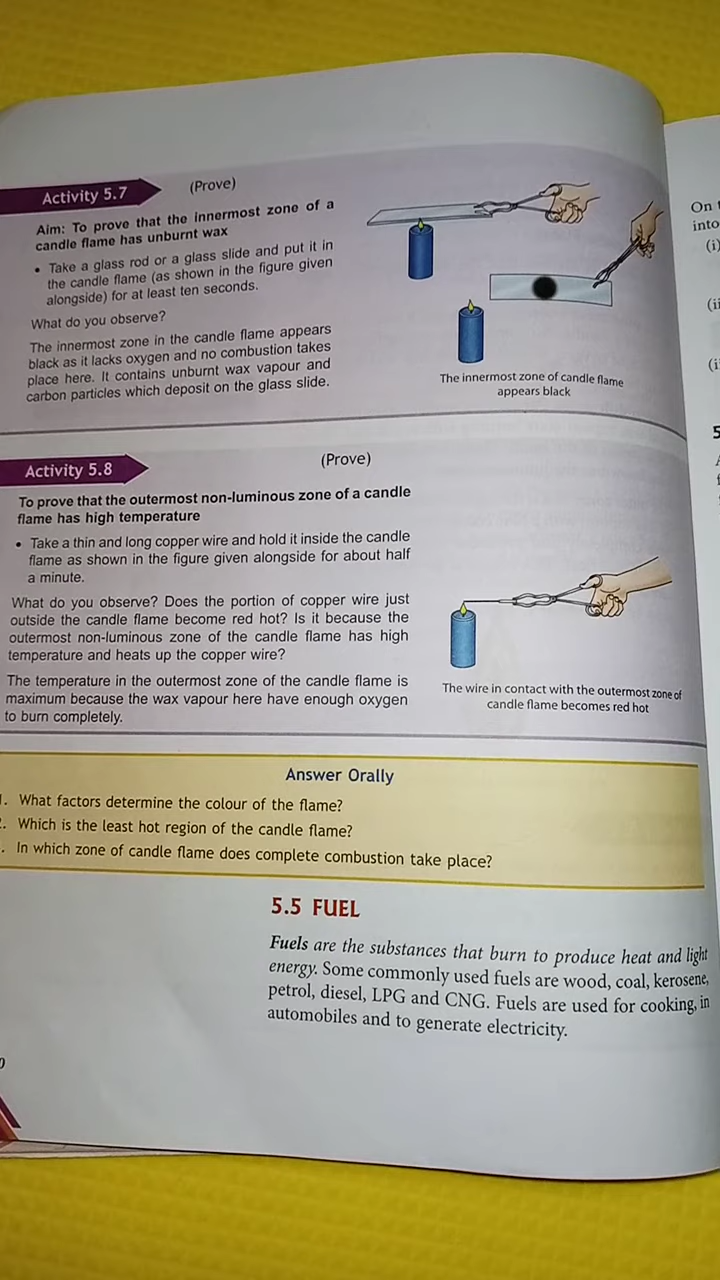 Activity 5.7
(Prove)
Aim: To prove that the innermost zone of a
candle flame has unburnt wax
• Take a glass rod or a glass slide and put it in
the candle flame (as shown in the figure given
alongside) for at least ten seconds.
What do you observe?
The innermost zone in the candle flame appears
black as it lacks oxygen and no combustion takes
place here. It contains unburnt wax vapour and
carbon particles which deposit on the glass slide.
The innermost zone of candle flame
appears black
Activity 5.8
(Prove)
To prove that the outermost non-luminous zone of a candle
flame has high temperature
• Take a thin and long copper wire and hold it inside the candle
flame as shown in the figure given alongside for about half
a minute.
What do you observe? Does the portion of copper wire just
outside the candle flame become red hot? Is it because the
outermost non-luminous zone of the candle flame has high
temperature and heats up the copper wire?
The temperature in the outermost zone of the candle flame is
maximum because the wax vapour here have enough oxygen
to burn completely.
The wire in contact with the outermost zone of
candle flame becomes red hot
Answer Orally
. What factors determine the colour of the flame?
. Which is the least hot region of the candle flame?
. In which zone of candle flame does complete combustion take place?
5.5 FUEL
Fuels are the substances that burn to produce heat and light
energy. Some commonly used fuels are wood, coal, kerosene,
petrol, diesel, LPG and CNG. Fuels are used for cooking, in
automobiles and to generate electricity.
On
into
(i)